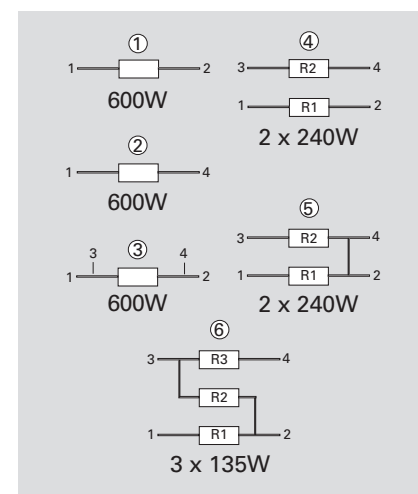 ①
1 2
600W
②
1 4
600W
③
3 4
1 2
600W
④
3 R2 4
1 R1 2
2 x 240W
⑤
3 R2 4
1 R1 2
2 x 240W
⑥
3 R3 4
R2
1 R1 2
3 x 135W